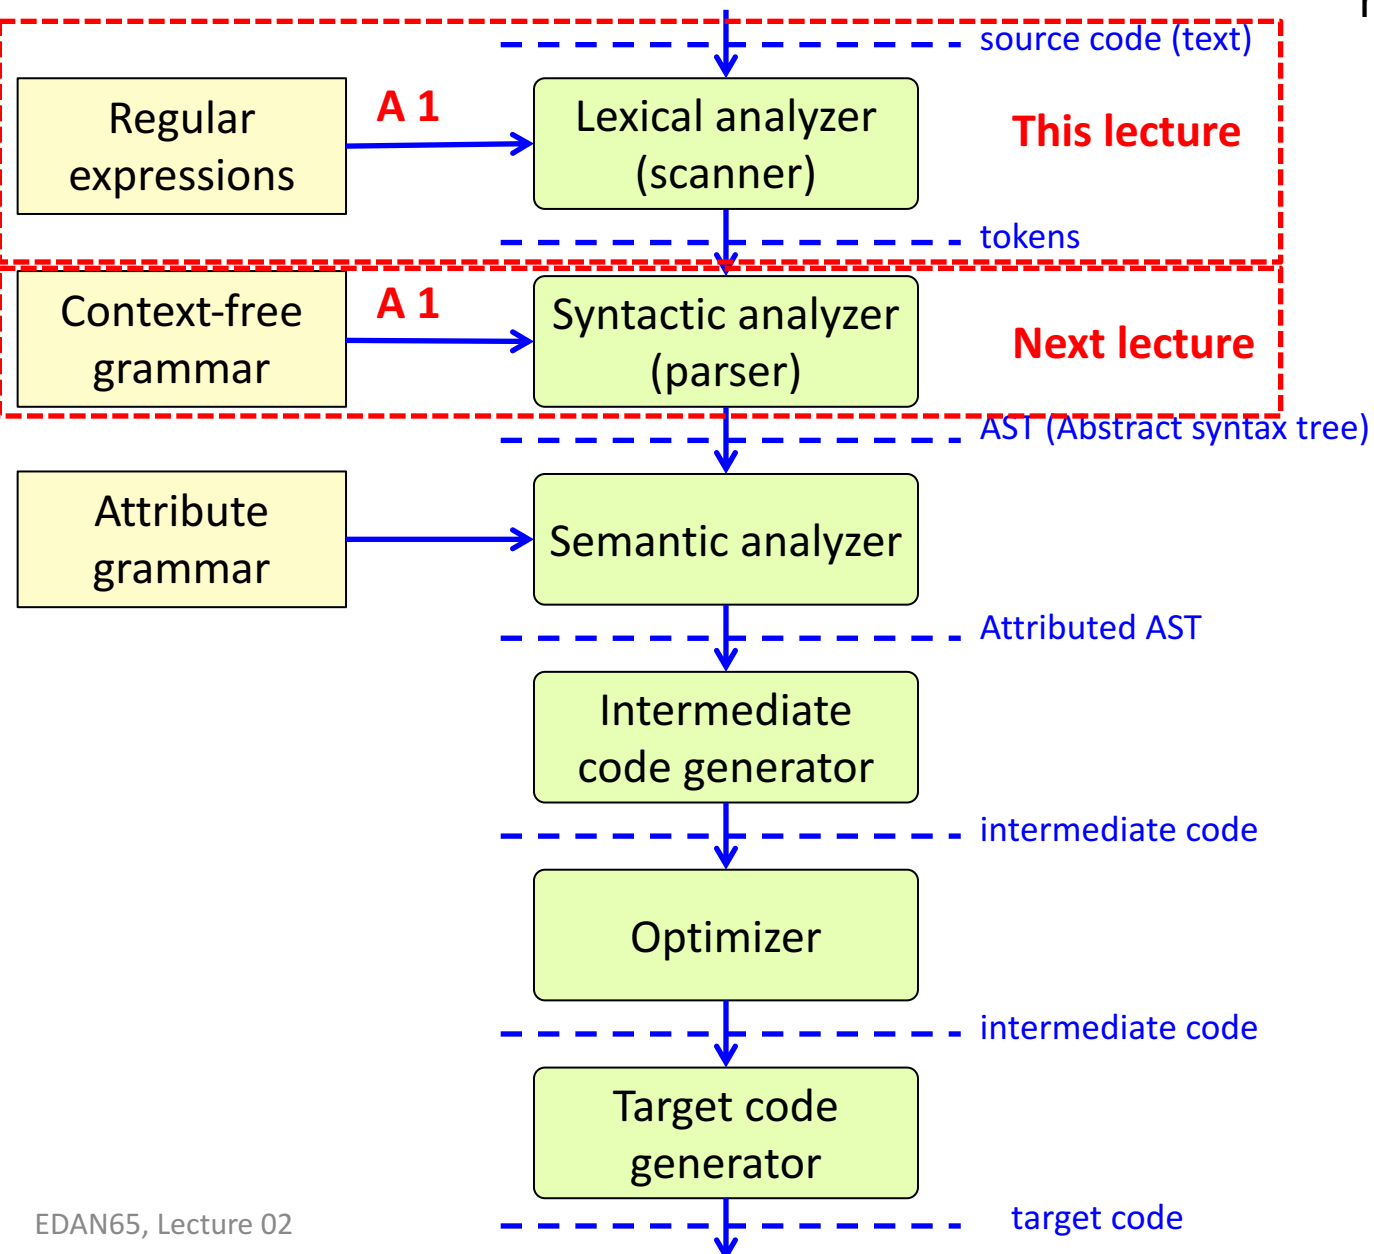 source code (text)
Regular
expressions
A 1
Lexical analyzer
(scanner)
This lecture
tokens
Context-free
grammar
A 1
Syntactic analyzer
(parser)
Next lecture
AST (Abstract syntax tree)
Attribute
grammar
Semantic analyzer
Attributed AST
Intermediate
code generator
intermediate code
Optimizer
intermediate code
Target code
generator
target code
EDAN65, Lecture 02